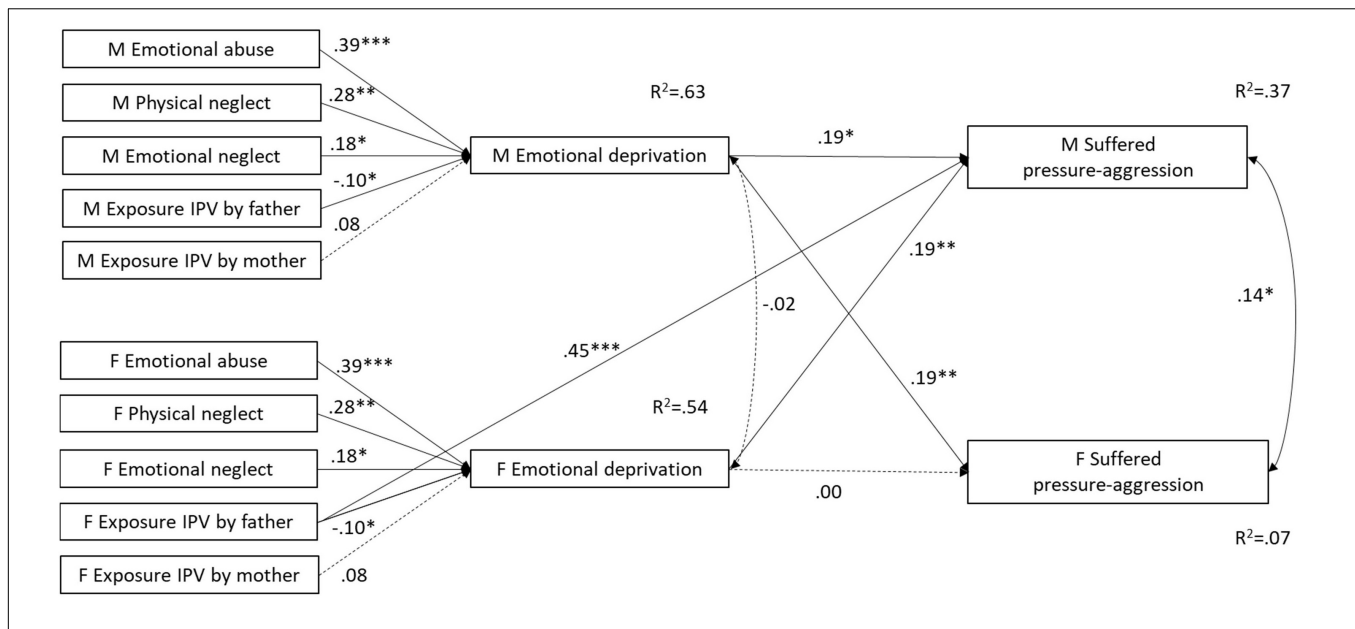 M Emotional abuse
.39***
M Physical neglect
.28**
R²=.63
R²=.37
M Emotional neglect
.18*
M Emotional deprivation
.19*
M Suffered
pressure-aggression
M Exposure IPV by father
-.10*
M Exposure IPV by mother
.08
.19**
-.02
.14*
F Emotional abuse
.39***
.45***
.19**
F Physical neglect
.28**
R²=.54
F Emotional neglect
.18*
F Emotional deprivation
.00
F Suffered
pressure-aggression
F Exposure IPV by father
-.10*
R²=.07
F Exposure IPV by mother
.08